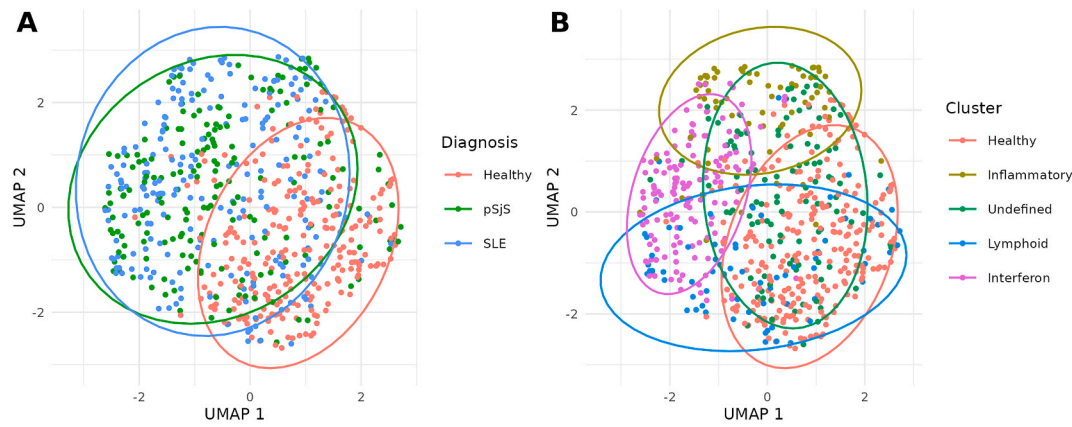 A
2
0
-2
UMAP 2
-2
0
2
UMAP 1
Diagnosis
Healthy
pSjS
SLE
B
2
0
-2
UMAP 2
-2
0
2
UMAP 1
Cluster
Healthy
Inflammatory
Undefined
Lymphoid
Interferon